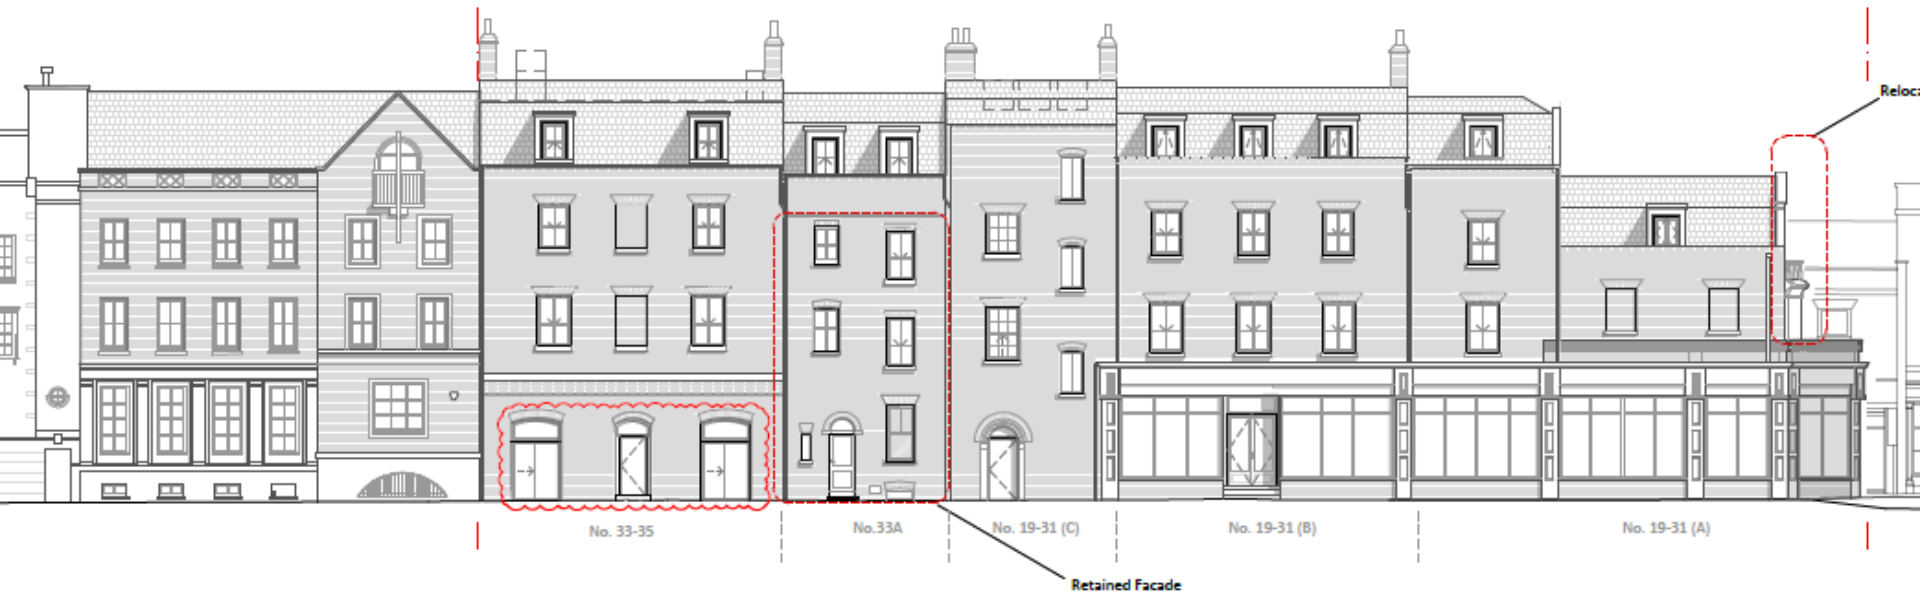 Reloca
No. 33-35
No.33A
No. 19-31 (C)
No. 19-31 (B)
No. 19-31 (A)
Retained Facade